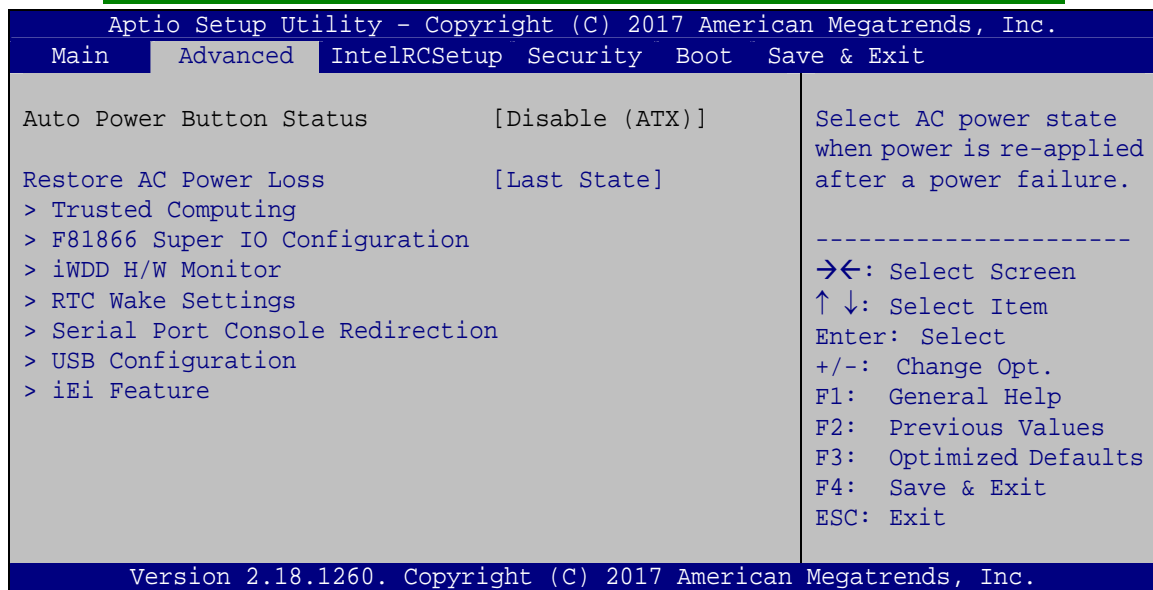 Aptio Setup Utility – Copyright (C) 2017 American Megatrends, Inc.
Main Advanced IntelRCSetup Security Boot Save & Exit
Auto Power Button Status [Disable (ATX)]
Restore AC Power Loss [Last State]
> Trusted Computing
> F81866 Super IO Configuration
> iWDD H/W Monitor
> RTC Wake Settings
> Serial Port Console Redirection
> USB Configuration
> iEi Feature
Select AC power state
when power is re-applied
after a power failure.
----------------------
→←: Select Screen
↑ ↓: Select Item
Enter: Select
+/-: Change Opt.
F1: General Help
F2: Previous Values
F3: Optimized Defaults
F4: Save & Exit
ESC: Exit
Version 2.18.1260. Copyright (C) 2017 American Megatrends, Inc.